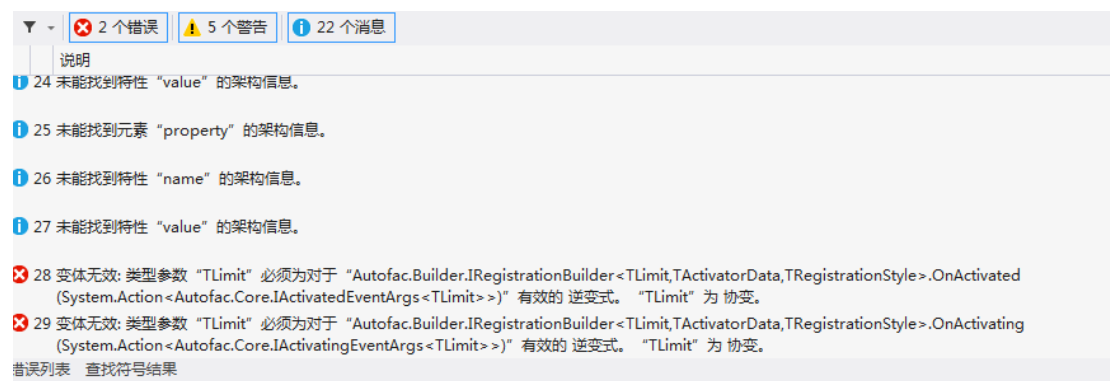 2 个错误 5 个警告 22 个消息
说明
24 未能找到特性“value”的架构信息。
25 未能找到元素“property”的架构信息。
26 未能找到特性“name”的架构信息。
27 未能找到特性“value”的架构信息。
28 变体无效: 类型参数“TLimit”必须为对于“Autofac.Builder.IRegistrationBuilder<TLimit,TActivatorData,TRegistrationStyle>.OnActivated
(System.Action<Autofac.Core.IActivatedEventArgs<TLimit>>)”有效的 逆变式。“TLimit”为 协变。
29 变体无效: 类型参数“TLimit”必须为对于“Autofac.Builder.IRegistrationBuilder<TLimit,TActivatorData,TRegistrationStyle>.OnActivating
(System.Action<Autofac.Core.IActivatingEventArgs<TLimit>>)”有效的 逆变式。“TLimit”为 协变。
错误列表 查找符号结果